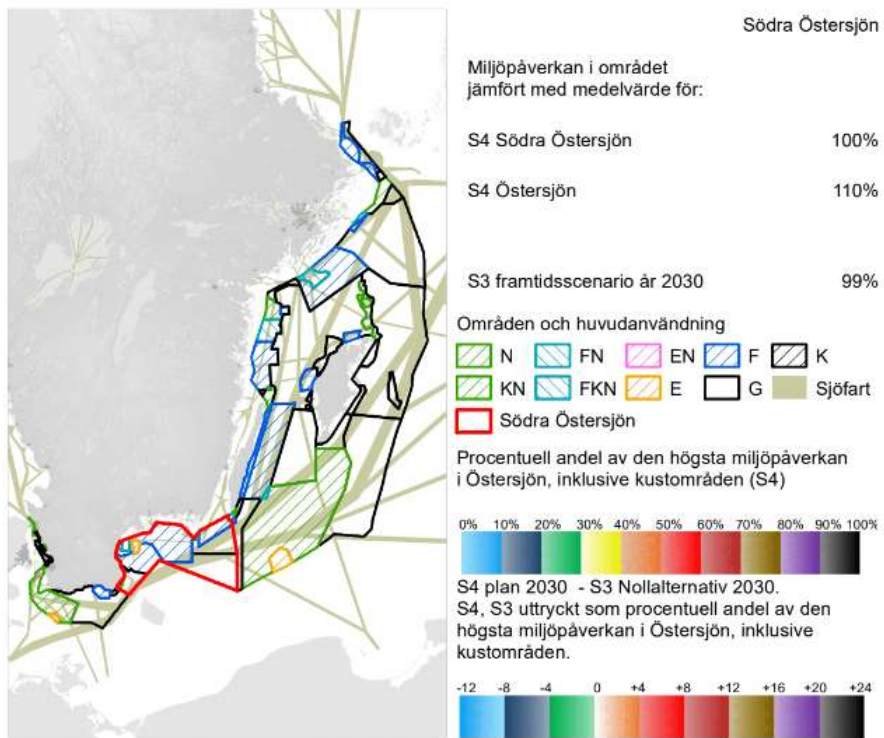 Södra Östersjön
Miljöpåverkan i området
jämfört med medelvärde för:
S4 Södra Östersjön 100%
S4 Östersjön 110%
S3 framtidsscenario år 2030 99%
Områden och huvudanvändning
N FN EN F K
KN FKN E G Sjöfart
Södra Östersjön
Procentuell andel av den högsta miljöpåverkan
i Östersjön, inklusive kustområden (S4)
0% 10% 20% 30% 40% 50% 60% 70% 80% 90% 100%
S4 plan 2030 - S3 Nollalternativ 2030.
S4, S3 uttryckt som procentuell andel av den
högsta miljöpåverkan i Östersjön, inklusive
kustområden.
-12 -8 -4 0 +4 +8 +12 +16 +20 +24